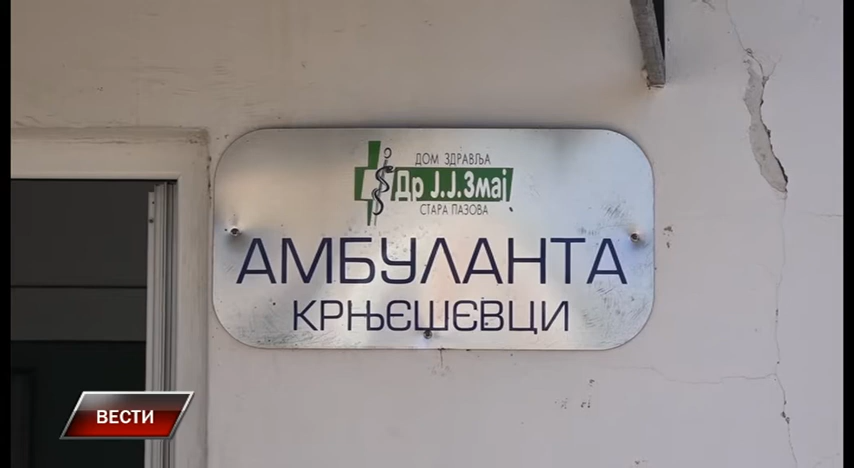 ДОМ ЗДРАВЉА
Др Ј.Ј.Змај
СТАРА ПАЗОВА
АМБУЛАНТА
КРЊЕШЕВЦИ
ВЕСТИ